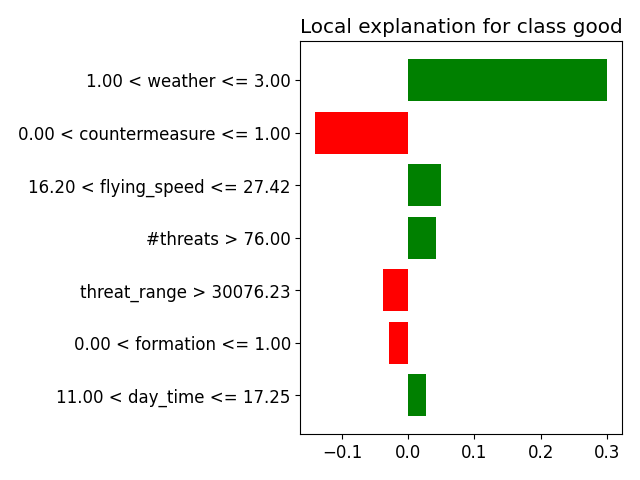 Local explanation for class good
1.00 < weather <= 3.00
0.00 < countermeasure <= 1.00
16.20 < flying_speed <= 27.42
#threats > 76.00
threat_range > 30076.23
0.00 < formation <= 1.00
11.00 < day_time <= 17.25
−0.1 0.0 0.1 0.2 0.3